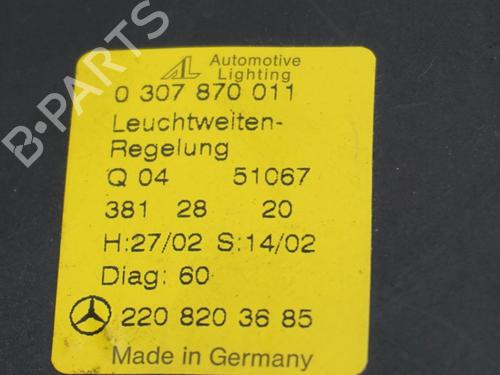 Automotive
Lighting
0 307 870 011
Leuchtweiten-
Regelung
Q 04 51067
381 28 20
H:27/02 S:14/02
Diag: 60
220 820 36 85
Made in Germany
B-PARTS